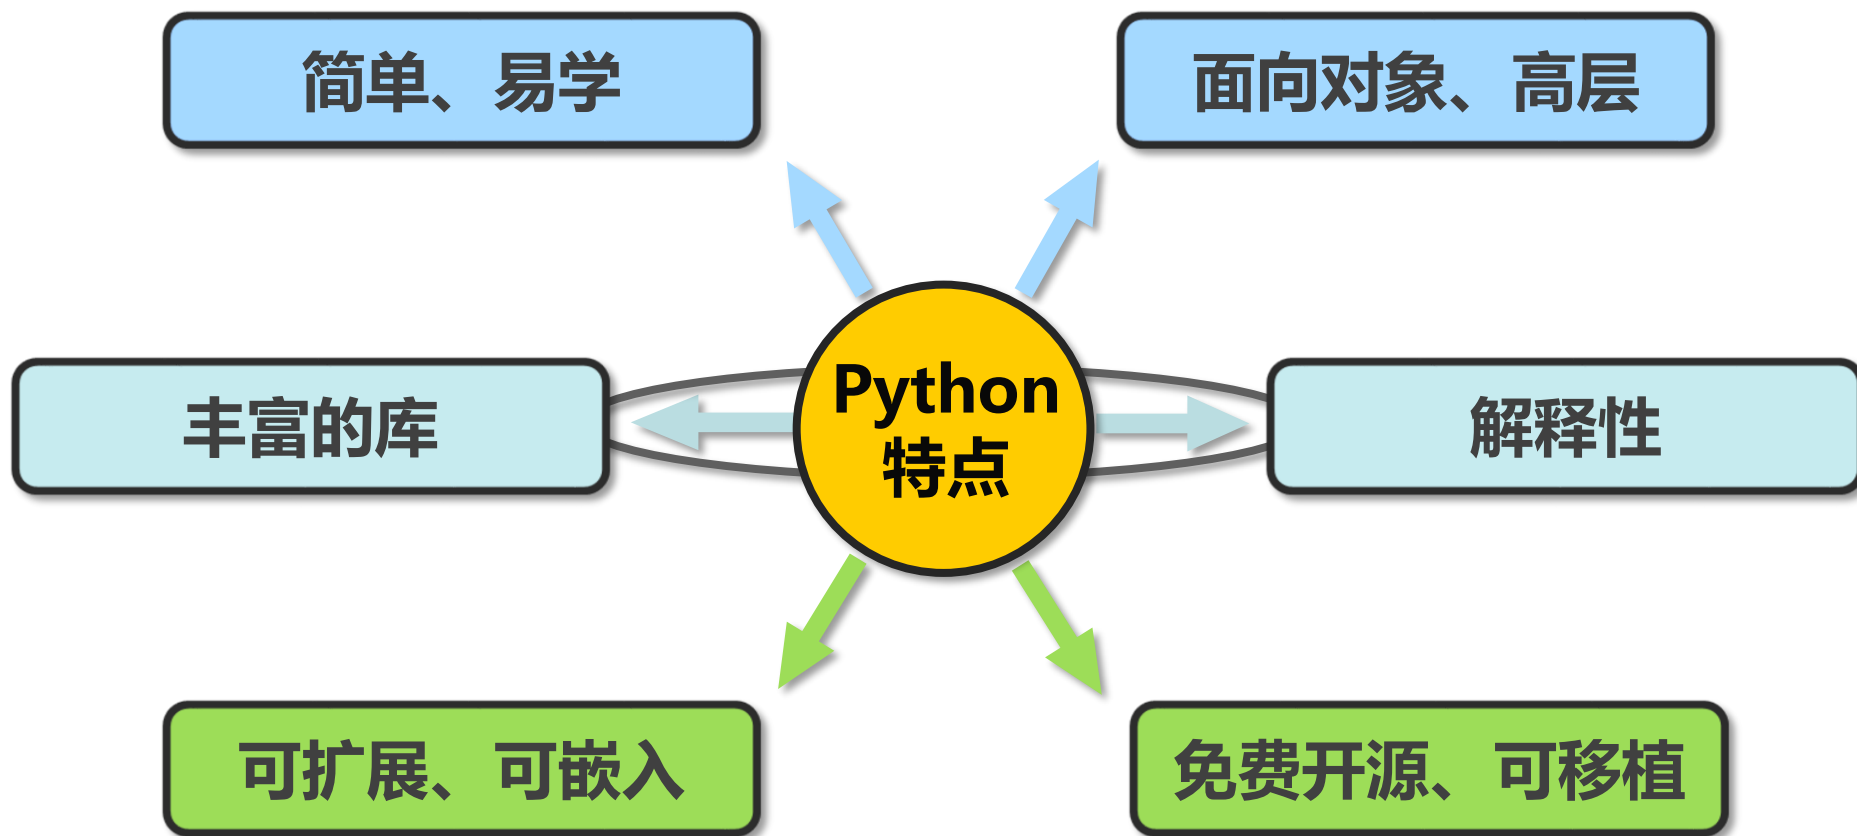 简单、易学
面向对象、高层
丰富的库
Python
特点
解释性
可扩展、可嵌入
免费开源、可移植